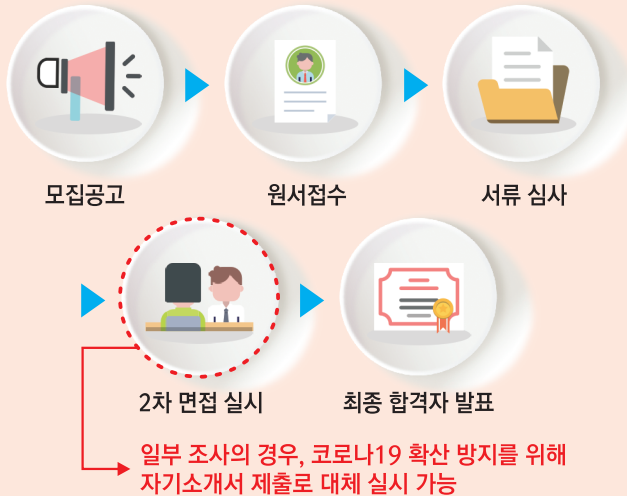 모집공고
원서접수
서류 심사
2차 면접 실시
최종 합격자 발표
일부 조사의 경우, 코로나19 확산 방지를 위해
자기소개서 제출로 대체 실시 가능